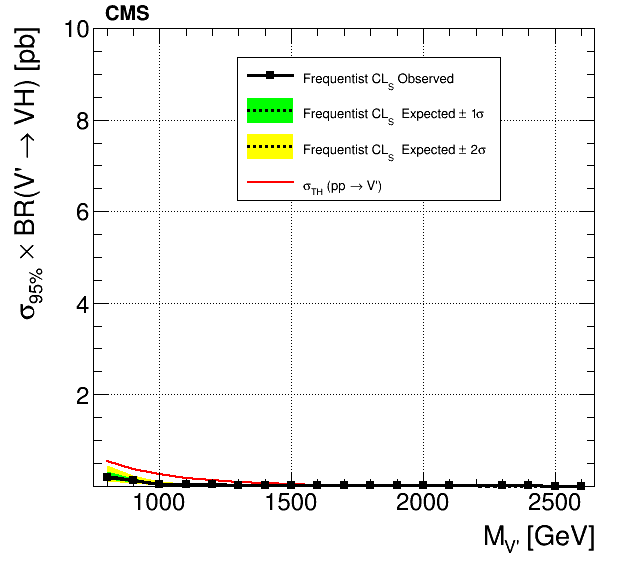 CMS
σ95% × BR(V' → VH) [pb]
10
8
6
4
2
Frequentist CLS Observed
Frequentist CLS Expected ± 1σ
Frequentist CLS Expected ± 2σ
σTH (pp → V')
1000 1500 2000 2500
MV' [GeV]